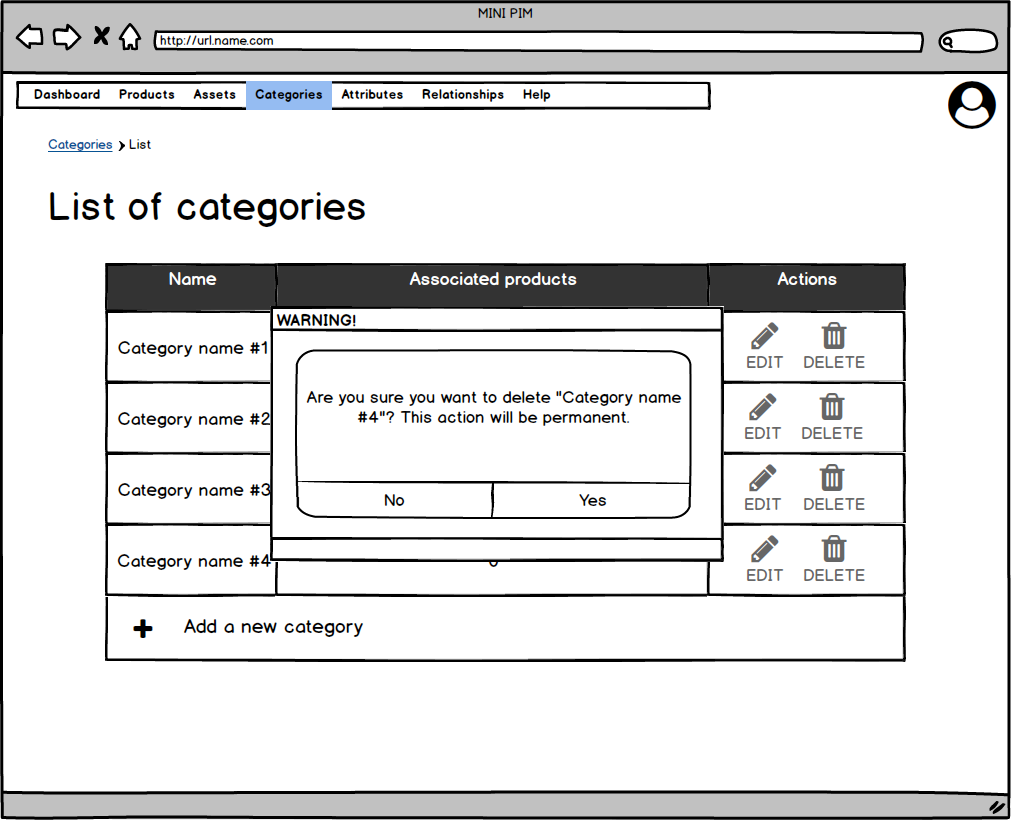 MINI PIM
http://url.name.com
Dashboard Products Assets Categories Attributes Relationships Help
Categories List
List of categories
Name Associated products Actions
WARNING!
Category name #1
EDIT DELETE
Are you sure you want to delete "Category name
#4"? This action will be permanent.
Category name #2
EDIT DELETE
Category name #3
EDIT DELETE
No Yes
Category name #4
EDIT DELETE
Add a new category